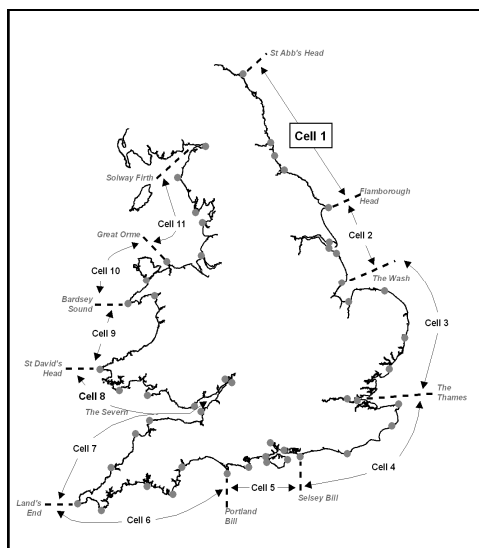 St Abb's Head
Cell 1
Solway Firth
Flamborough
Head
Cell 11
Great Orme
Cell 2
Cell 10
The Wash
Bardsey
Sound
Cell 3
Cell 9
St David's
Head
Cell 8
The
Thames
The Severn
Cell 7
Cell 4
Cell 5
Selsey Bill
Land's
End
Portland
Bill
Cell 6